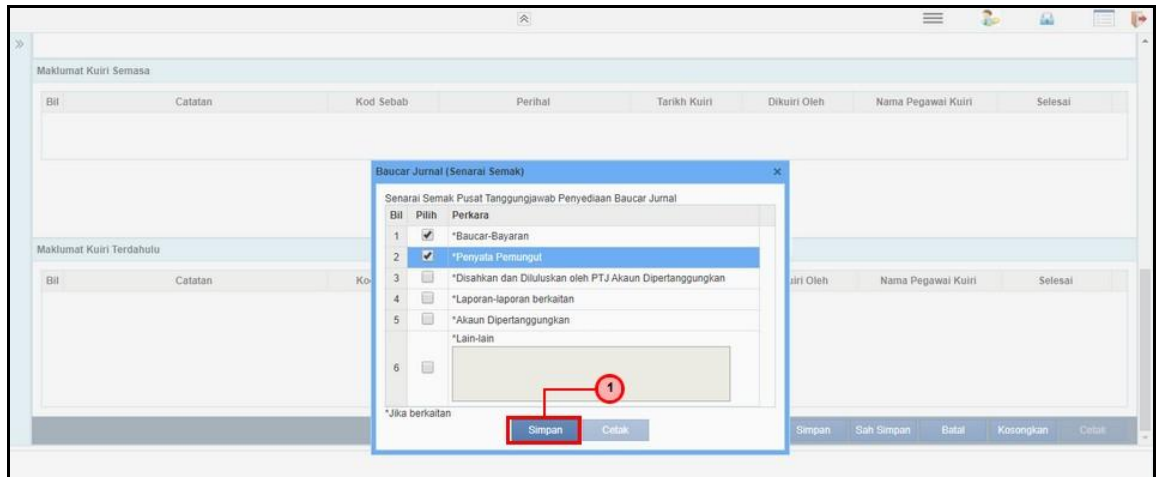 Maklumat Kuiri Semasa
Bil Catatan Kod Sebab Perihal Tarikh Kuiri Dikuiri Oleh Nama Pegawai Kuiri Selesai
Baucar Jurnal (Senarai Semak)
Senarai Semak Pusat Tanggungjawab Penyediaan Baucar Jurnal
Bil Pilih Perkara
1 *Baucar-Bayaran
2 *Penyata Pemungut
3 *Disahkan dan Diluluskan oleh PTJ Akaun Dipertanggungkan
4 *Laporan-laporan berkaitan
5 *Akaun Dipertanggungkan
*Lain-lain
6
1
*Jika berkaitan
Simpan Cetak
Maklumat Kuiri Terdahulu
Bil Catatan Ko uiri Oleh Nama Pegawai Kuiri Selesai
Simpan Sah Simpan Batal Kosongkan Cetak